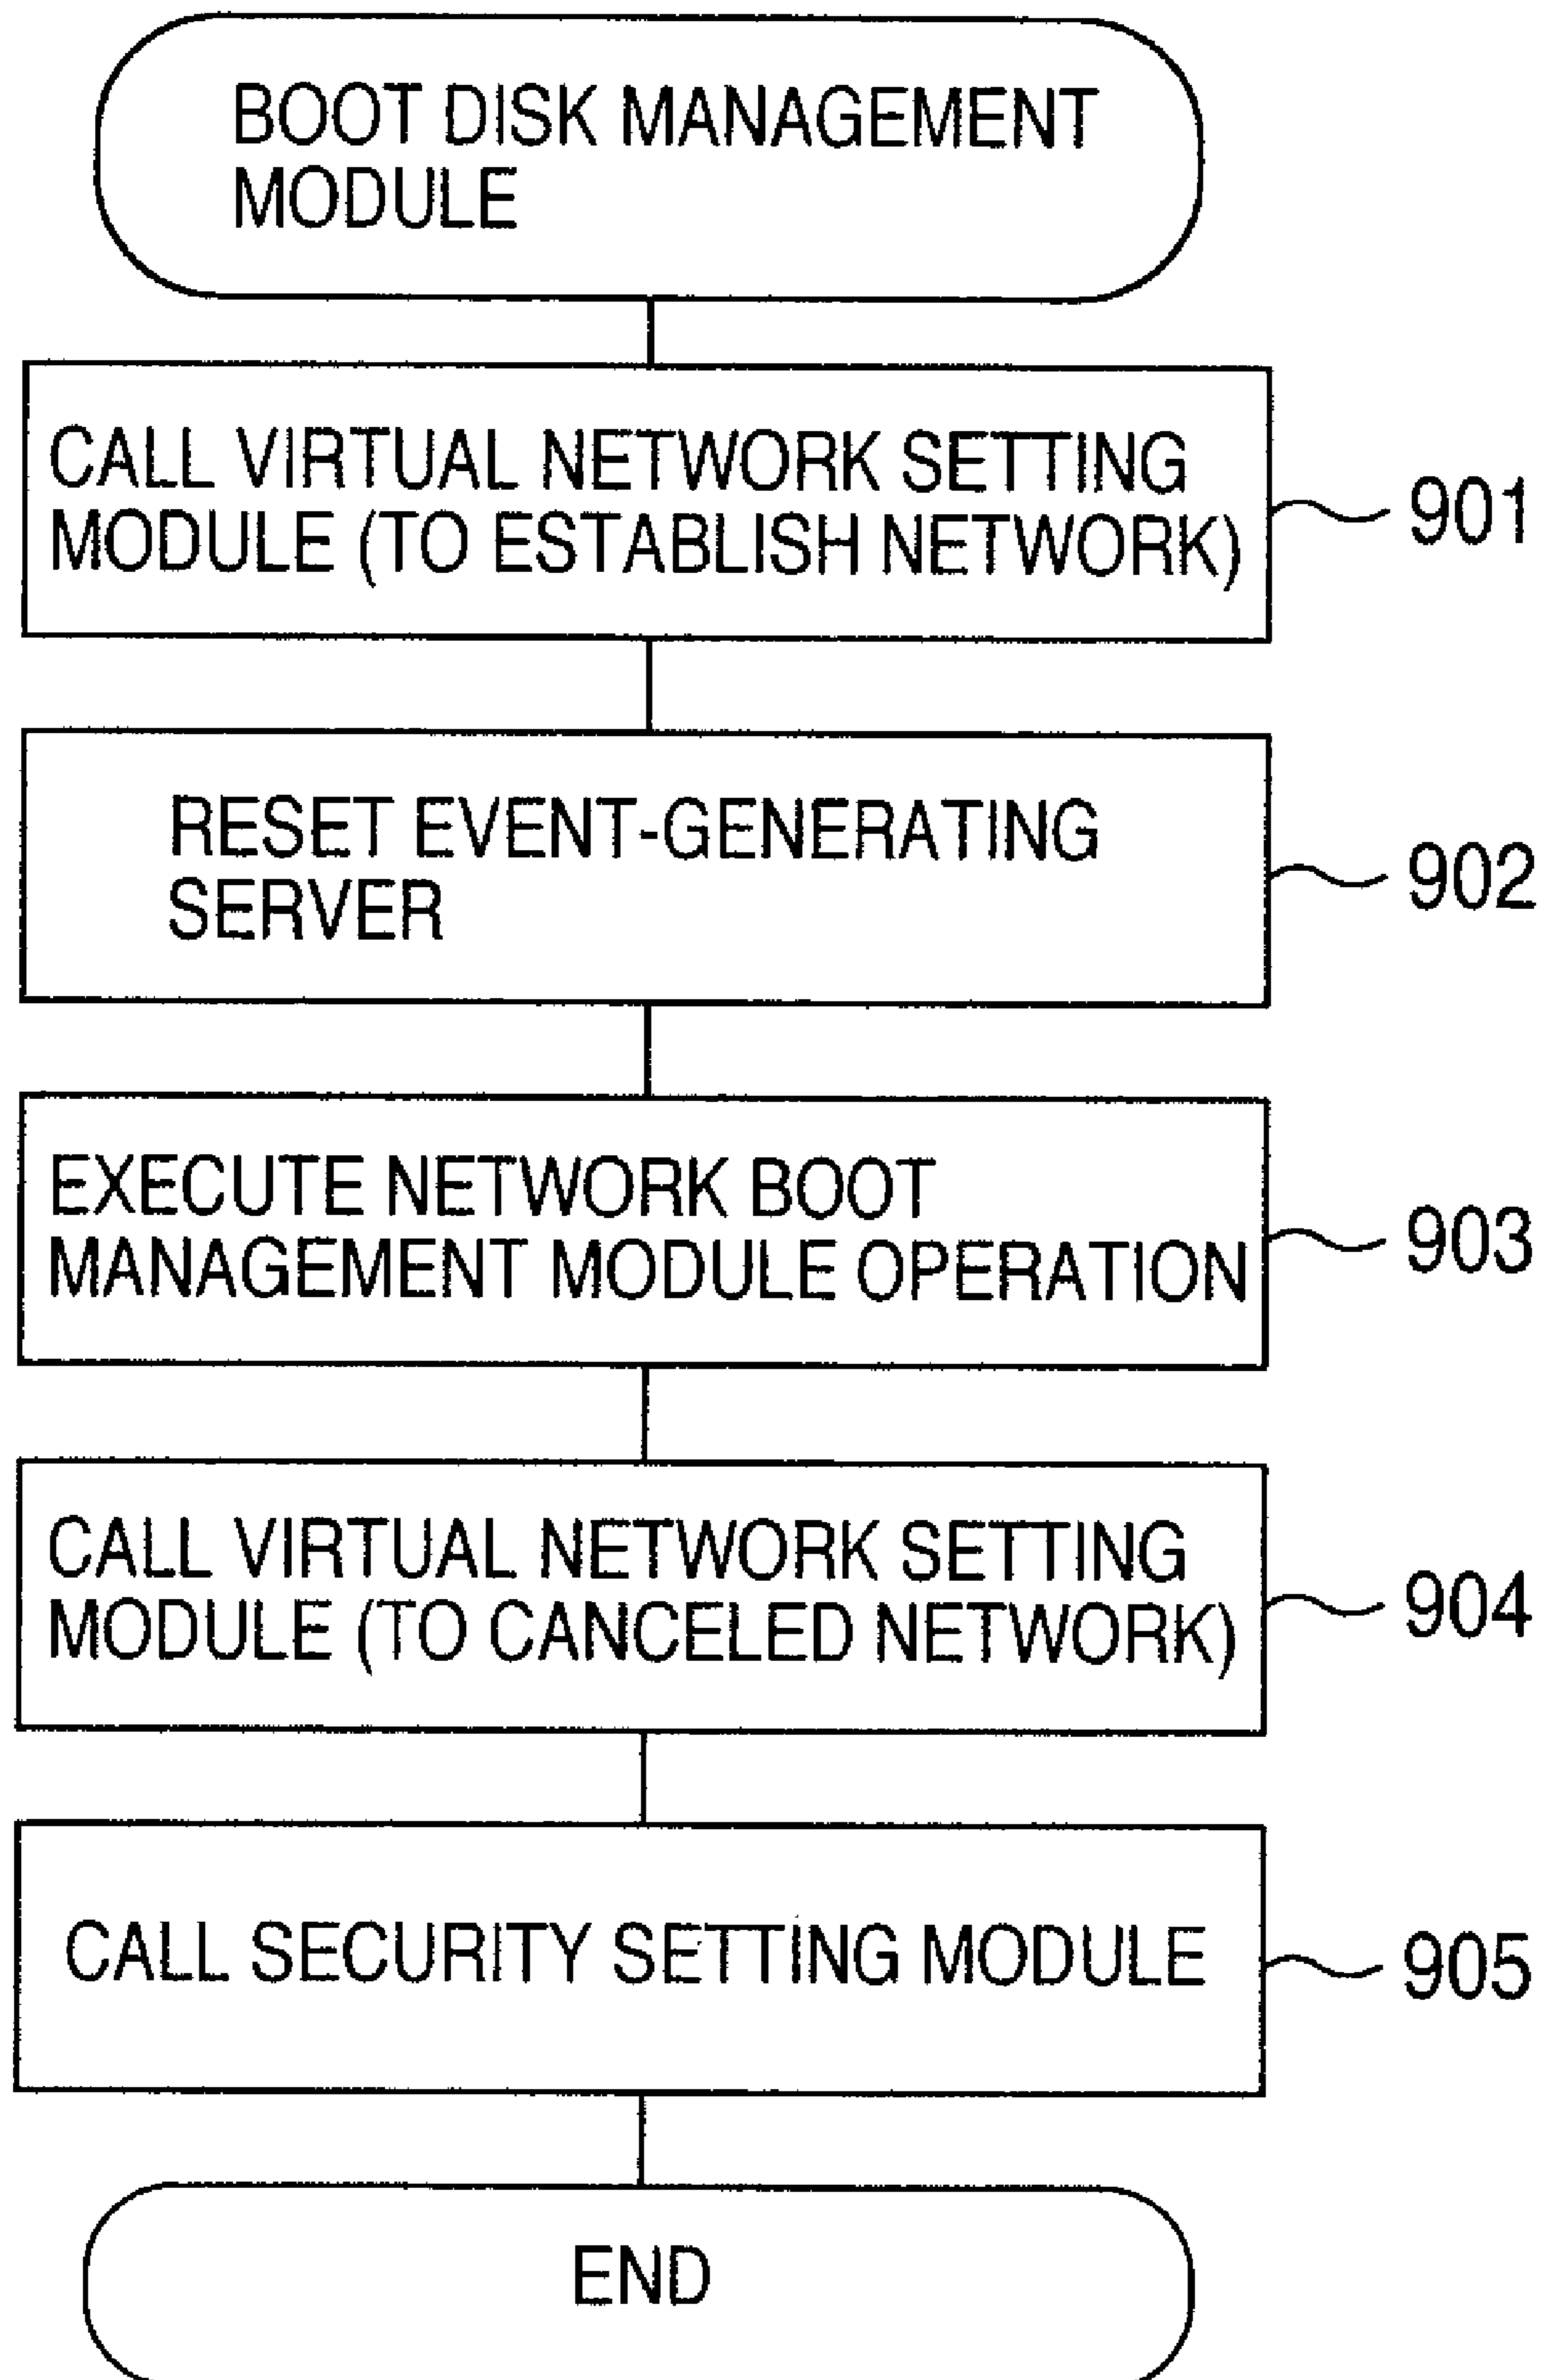 BOOT DISK MANAGEMENT
MODULE
CALL VIRTUAL NETWORK SETTING
MODULE (TO ESTABLISH NETWORK)
901
RESET EVENT-GENERATING
SERVER
902
EXECUTE NETWORK BOOT
MANAGEMENT MODULE OPERATION
903
CALL VIRTUAL NETWORK SETTING
MODULE (TO CANCELED NETWORK)
904
CALL SECURITY SETTING MODULE
905
END